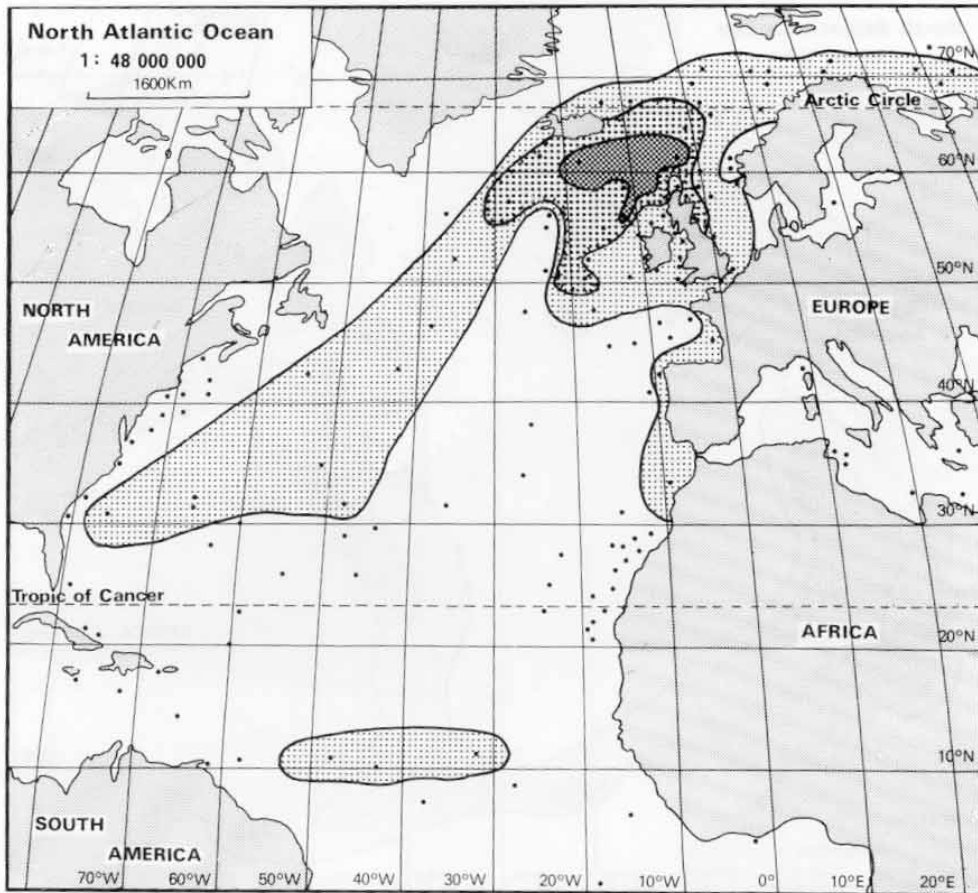 North Atlantic Ocean
1: 48 000 000
1600Km
70°N
Arctic Circle
60°N
50°N
NORTH
AMERICA
EUROPE
40°N
30°N
Tropic of Cancer
AFRICA
20°N
10°N
SOUTH
AMERICA
70°W
60°W
50°W
40°W
30°W
20°W
10°W
0°
10°E
20°E